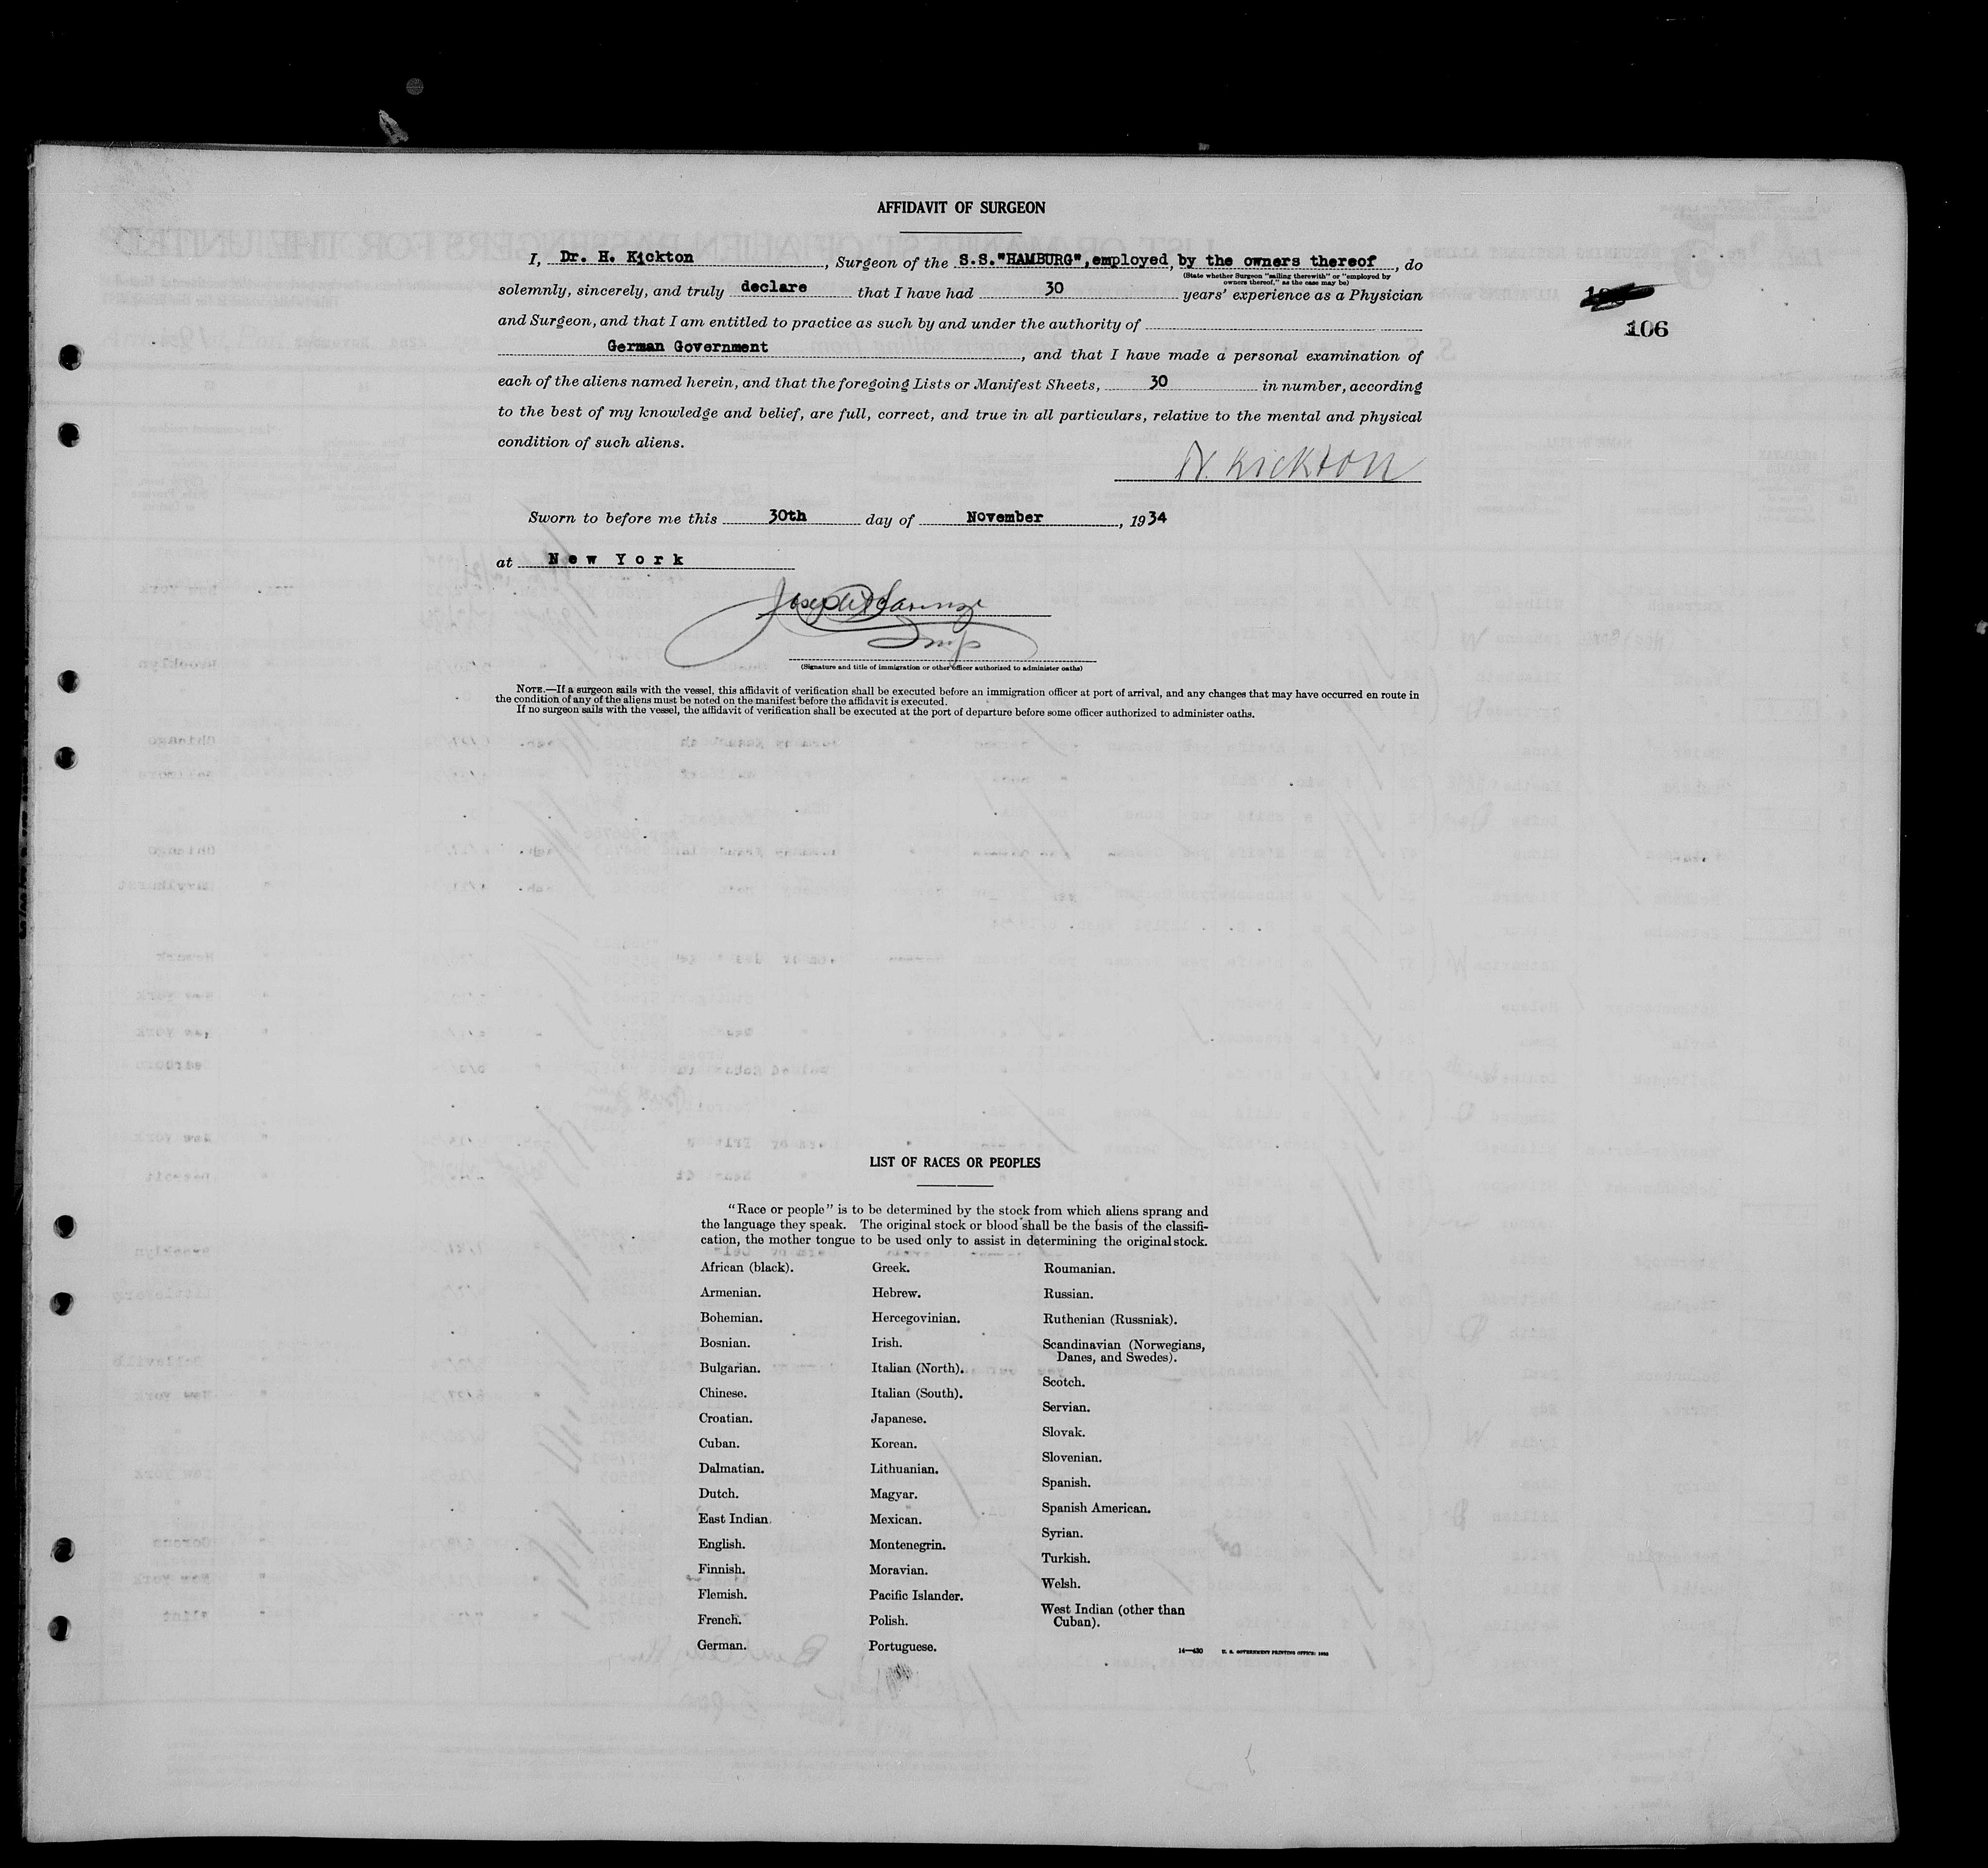 AFFIDAVIT OF SURGEON
I, Dr. H. Kickton, Surgeon of the S.S."HAMBURG", employed, by the owners thereof, do
(State whether Surgeon "sailing therewith" or "employed by
owners thereof," as the case may be)
solemnly, sincerely, and truly declare that I have had 30 years' experience as a Physician
and Surgeon, and that I am entitled to practice as such by and under the authority of
106
German Government, and that I have made a personal examination of
each of the aliens named herein, and that the foregoing Lists or Manifest Sheets, 30 in number, according
to the best of my knowledge and belief, are full, correct, and true in all particulars, relative to the mental and physical
condition of such aliens.
Kickton
Sworn to before me this 30th day of November, 1934
at New York
Joseph
Insp
(Signature and title of immigration or other officer authorized to administer oaths)
NOTE.—If a surgeon sails with the vessel, this affidavit of verification shall be executed before an immigration officer at port of arrival, and any changes that may have occurred en route in
the condition of any of the aliens must be noted on the manifest before the affidavit is executed.
If no surgeon sails with the vessel, the affidavit of verification shall be executed at the port of departure before some officer authorized to administer oaths.
LIST OF RACES OR PEOPLES
"Race or people" is to be determined by the stock from which aliens sprang and
the language they speak. The original stock or blood shall be the basis of the classifi-
cation, the mother tongue to be used only to assist in determining the original stock.
African (black).
Armenian.
Bohemian.
Bosnian.
Bulgarian.
Chinese.
Croatian.
Cuban.
Dalmatian.
Dutch.
East Indian.
English.
Finnish.
Flemish.
French.
German.
Greek.
Hebrew.
Hercegovinian.
Irish.
Italian (North).
Italian (South).
Japanese.
Korean.
Lithuanian.
Magyar.
Mexican.
Montenegrin.
Moravian.
Pacific Islander.
Polish.
Portuguese.
Roumanian.
Russian.
Ruthenian (Russniak).
Scandinavian (Norwegians,
Danes, and Swedes).
Scotch.
Servian.
Slovak.
Slovenian.
Spanish.
Spanish American.
Syrian.
Turkish.
Welsh.
West Indian (other than
Cuban).
14—430 U. S. GOVERNMENT PRINTING OFFICE: